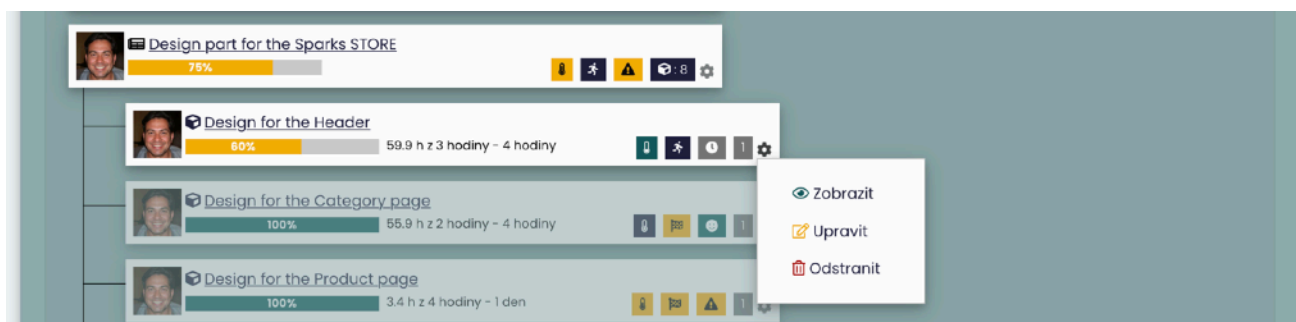 Design part for the Sparks STORE
75%
: 8
Design for the Header
60%
59.9 h z 3 hodiny - 4 hodiny
1
Zobrazit
Upravit
Odstranit
Design for the Category page
100%
55.9 h z 2 hodiny - 4 hodiny
1
Design for the Product page
100%
3.4 h z 4 hodiny - 1 den
1